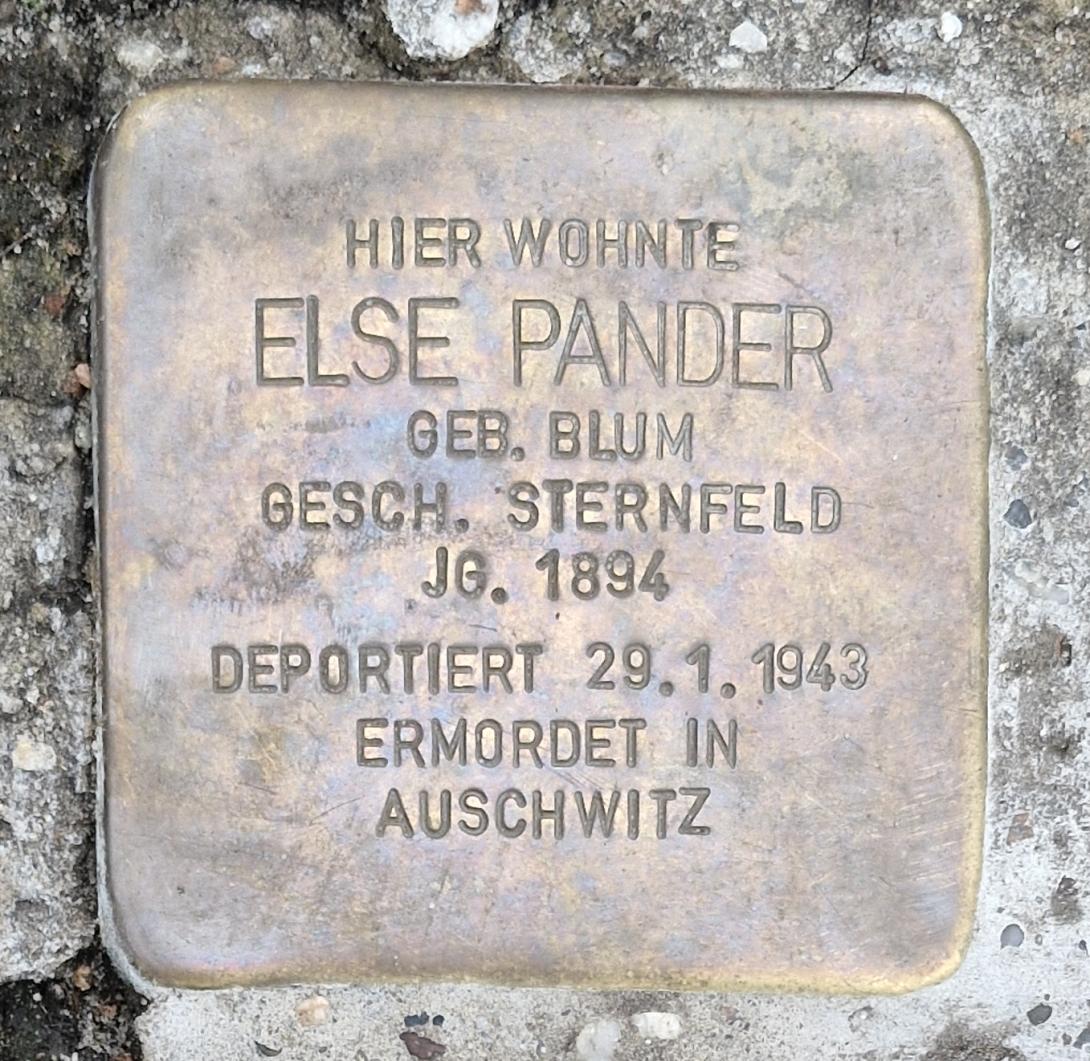 HIER WOHNTE
ELSE PANDER
GEB. BLUM
GESCH. STERNFELD
JG. 1894
DEPORTIERT 29.1.1943
ERMORDET IN
AUSCHWITZ